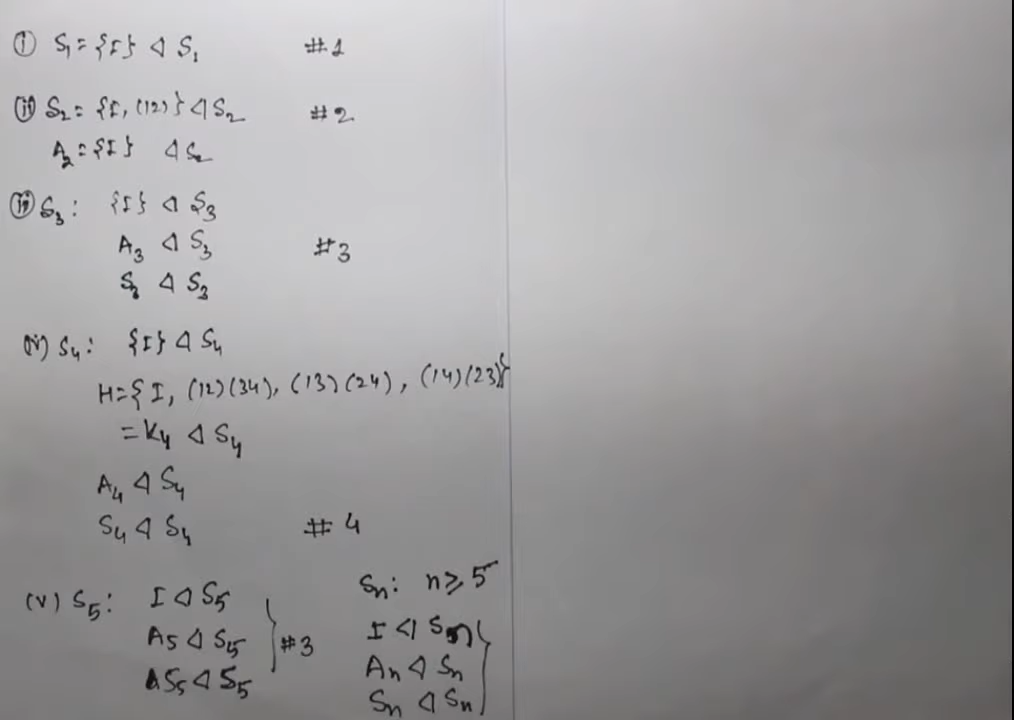 (i) S₁ = {I} ⊲ S₁ #1
(ii) S₂ = {I, (12)} ⊲ S₂ #2
A₂ = {I} ⊲ S₂
(iii) S₃ : {I} ⊲ S₃
A₃ ⊲ S₃ #3
S₃ ⊲ S₃
(iv) S₄ : {I} ⊲ S₄
H = { I, (12)(34), (13)(24), (14)(23)}
= K₄ ⊲ S₄
A₄ ⊲ S₄
S₄ ⊲ S₄ # 4
(v) S₅ : I ⊲ S₅
A₅ ⊲ S₅ } #3
S₅ ⊲ S₅
Sₙ : n ≥ 5
I ⊲ Sₙ
Aₙ ⊲ Sₙ }
Sₙ ⊲ Sₙ